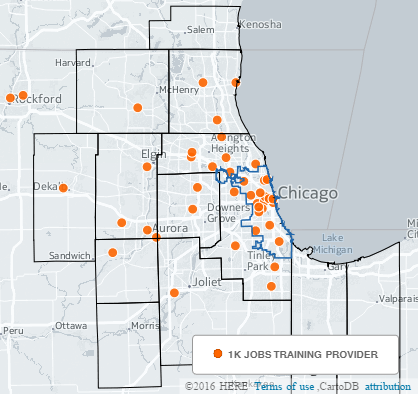 Kenosha
Salem
Harvard
McHenry
Rockford
Arlington
Heights
Elgin
DeKalb
Chicago
Downers
Grove
Aurora
Lake
Michigan
Sandwich
Tinley
Park
Gary
Joliet
Valparais
Peru
Ottawa
Morris
1K JOBS TRAINING PROVIDER
©2016 HERE Terms of use ,CartoDB attribution